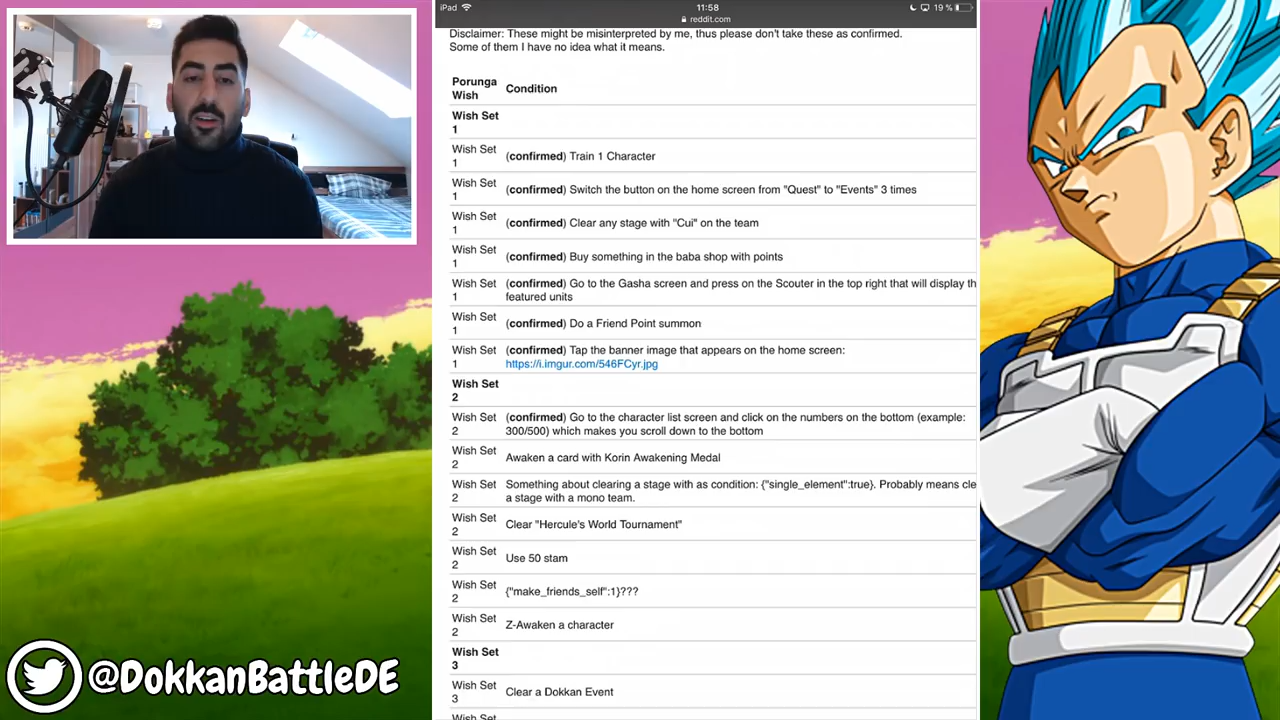 iPad 11:58 19 %
reddit.com
Disclaimer: These might be misinterpreted by me, thus please don't take these as confirmed.
Some of them I have no idea what it means.
Porunga
Wish
Condition
Wish Set
1
Wish Set
1
(confirmed) Train 1 Character
Wish Set
1
(confirmed) Switch the button on the home screen from "Quest" to "Events" 3 times
Wish Set
1
(confirmed) Clear any stage with "Cui" on the team
Wish Set
1
(confirmed) Buy something in the baba shop with points
Wish Set
1
(confirmed) Go to the Gasha screen and press on the Scouter in the top right that will display th
featured units
Wish Set
1
(confirmed) Do a Friend Point summon
Wish Set
1
(confirmed) Tap the banner image that appears on the home screen:
https://i.imgur.com/546FCyr.jpg
Wish Set
2
Wish Set
2
(confirmed) Go to the character list screen and click on the numbers on the bottom (example:
300/500) which makes you scroll down to the bottom
Wish Set
2
Awaken a card with Korin Awakening Medal
Wish Set
2
Something about clearing a stage with as condition: {"single_element":true}. Probably means cle
a stage with a mono team.
Wish Set
2
Clear "Hercule's World Tournament"
Wish Set
2
Use 50 stam
Wish Set
2
{"make_friends_self":1}???
Wish Set
2
Z-Awaken a character
Wish Set
3
Wish Set
3
Clear a Dokkan Event
@DokkanBattleDE